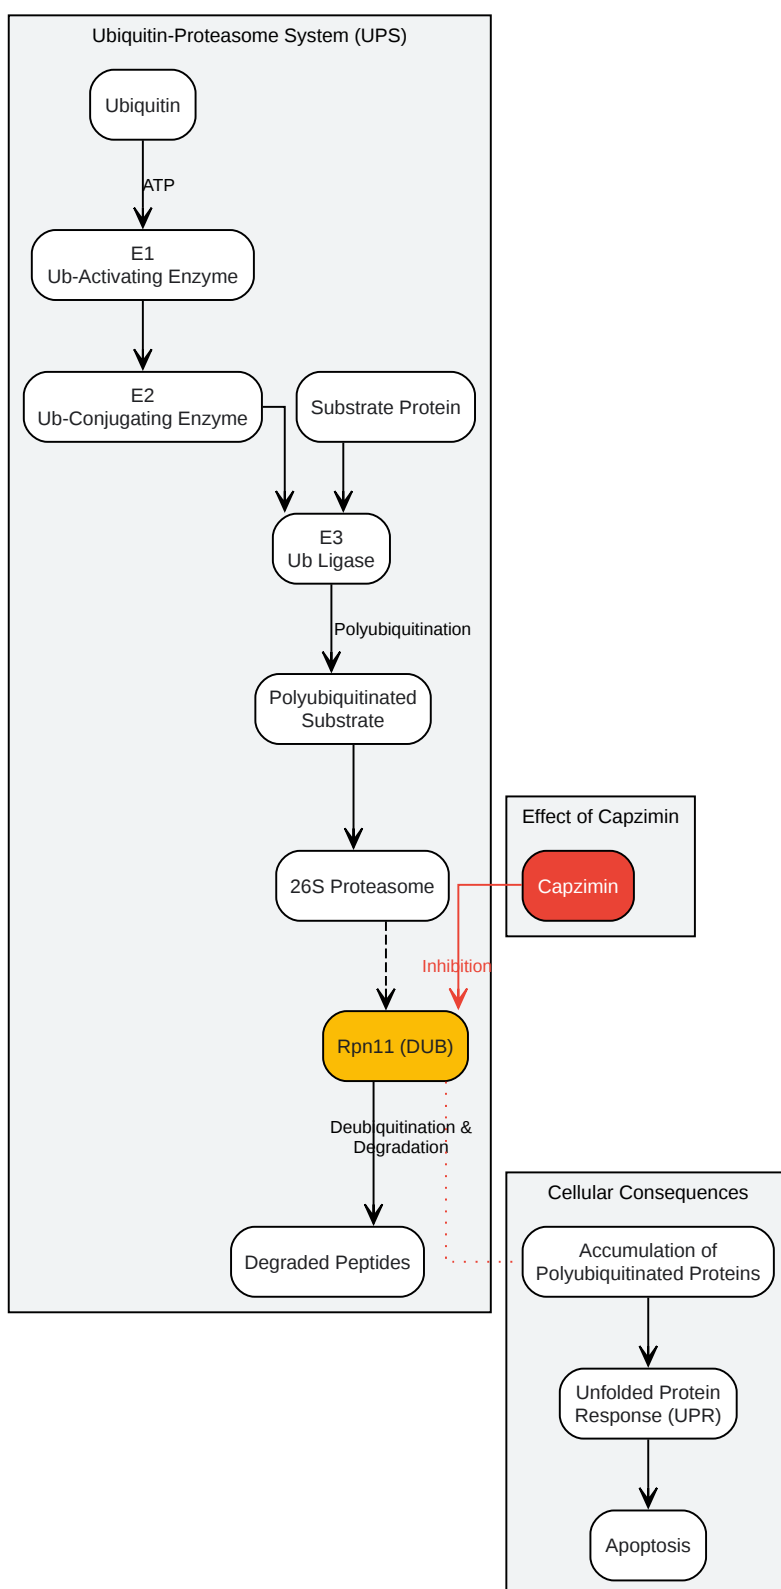 Ubiquitin-Proteasome System (UPS)
Ubiquitin
ATP
E1
Ub-Activating Enzyme
E2
Ub-Conjugating Enzyme
Substrate Protein
E3
Ub Ligase
Polyubiquitination
Polyubiquitinated
Substrate
26S Proteasome
Effect of Capzimin
Capzimin
Inhibition
Rpn11 (DUB)
Deubiquitination &
Degradation
Degraded Peptides
Cellular Consequences
Accumulation of
Polyubiquitinated Proteins
Unfolded Protein
Response (UPR)
Apoptosis